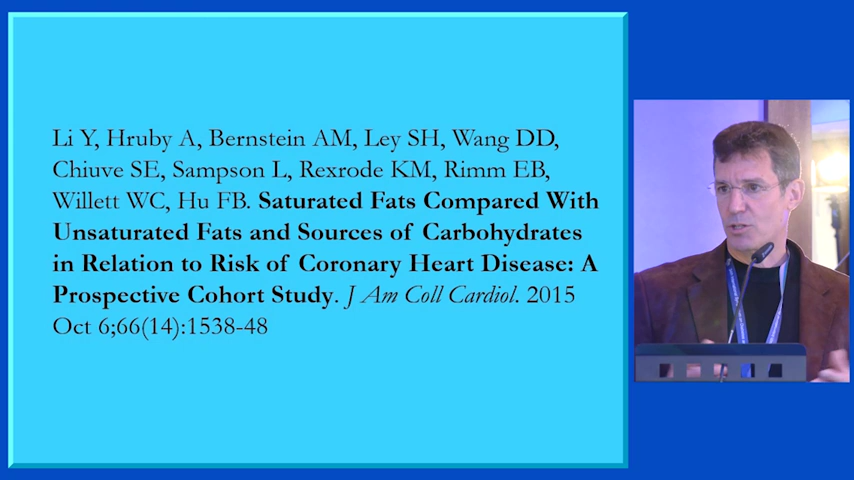 Li Y, Hruby A, Bernstein AM, Ley SH, Wang DD,
Chiuve SE, Sampson L, Rexrode KM, Rimm EB,
Willett WC, Hu FB. Saturated Fats Compared With
Unsaturated Fats and Sources of Carbohydrates
in Relation to Risk of Coronary Heart Disease: A
Prospective Cohort Study. J Am Coll Cardiol. 2015
Oct 6;66(14):1538-48